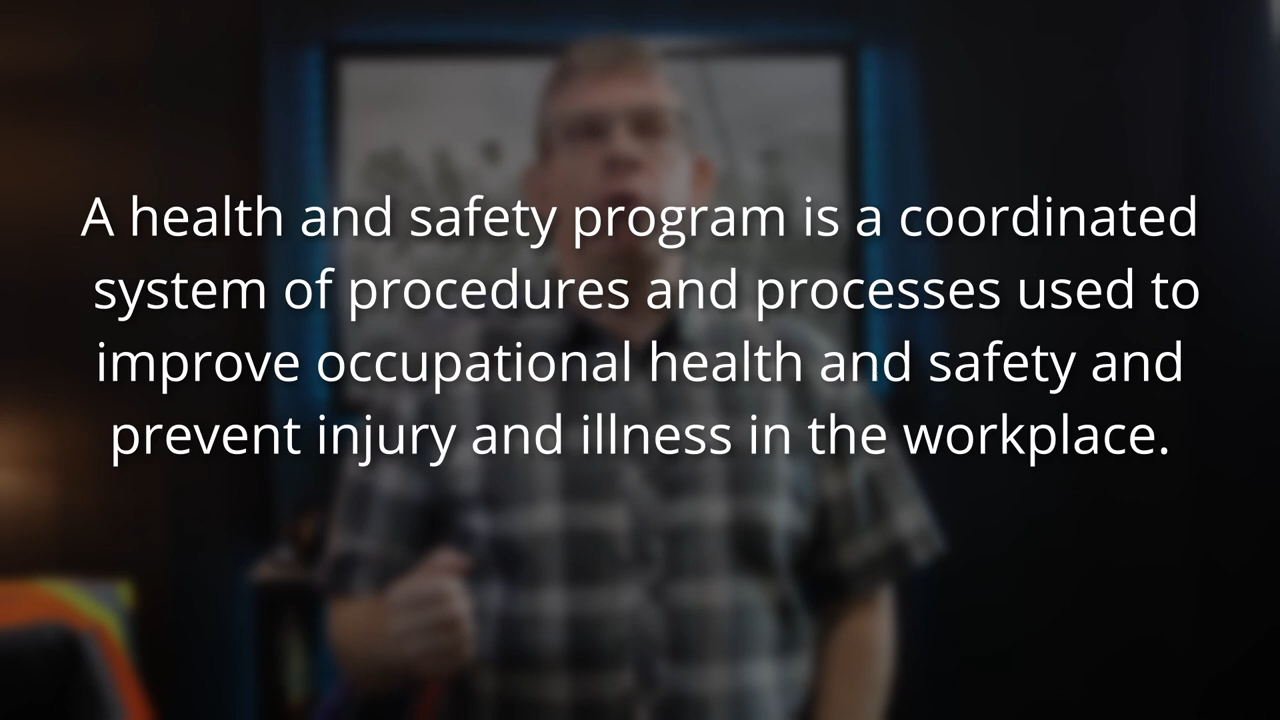 A health and safety program is a coordinated
system of procedures and processes used to
improve occupational health and safety and
prevent injury and illness in the workplace.